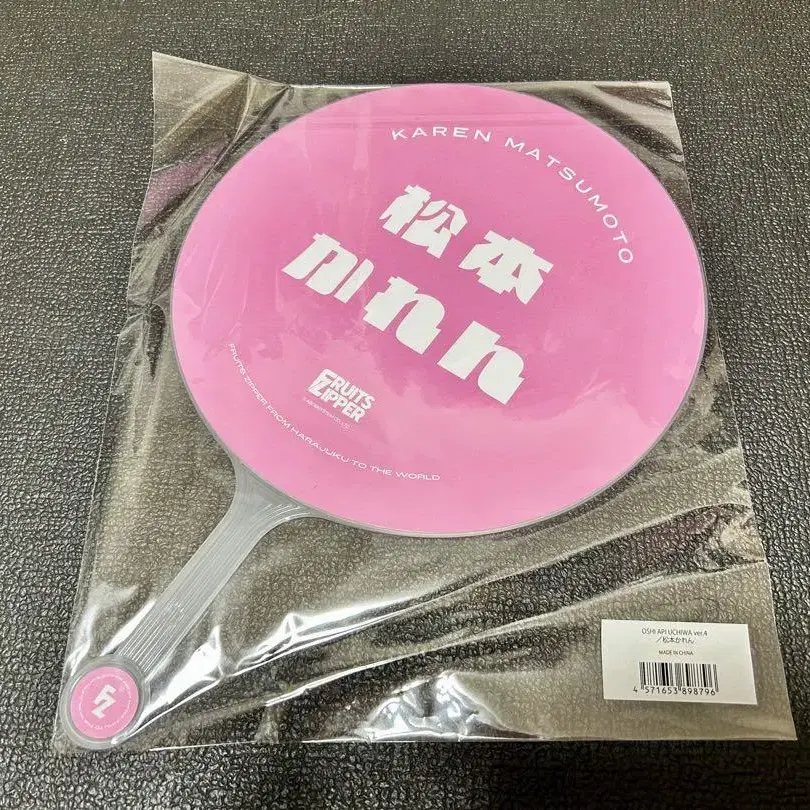 KAREN MATSUMOTO
松本
かれん
FRUITS
ZIPPER
FRUITS ZIPPER FROM HARAJUKU TO THE WORLD
FZ
OSHI API UCHIWA ver.4
／松本かれん
MADE IN CHINA
4 571653 898796